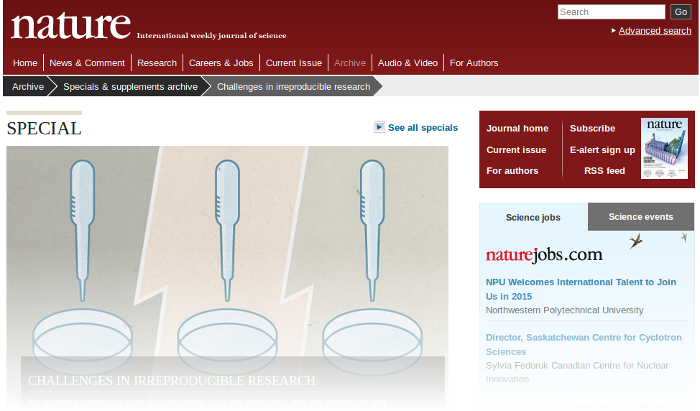 nature International weekly journal of science
Search Go
Advanced search
Home News & Comment Research Careers & Jobs Current Issue Archive Audio & Video For Authors
Archive Specials & supplements archive Challenges in irreproducible research
SPECIAL
See all specials
CHALLENGES IN IRREPRODUCIBLE RESEARCH
Journal home Subscribe
Current issue E-alert sign up
For authors RSS feed
nature
Science jobs Science events
naturejobs.com
NPU Welcomes International Talent to Join
Us in 2015
Northwestern Polytechnical University
Director, Saskatchewan Centre for Cyclotron
Sciences
Sylvia Fedoruk Canadian Centre for Nuclear
Innovation